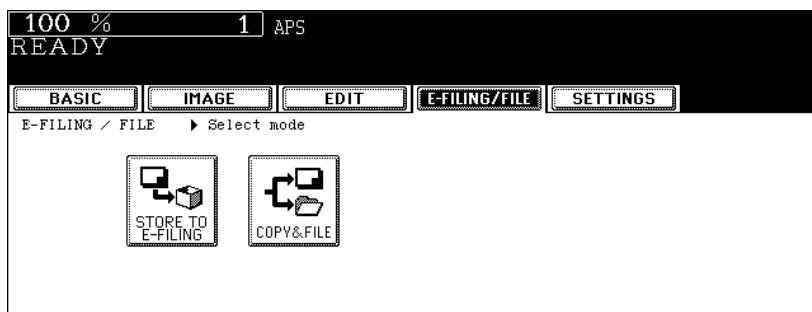 100 % 1 APS
READY
BASIC IMAGE EDIT E-FILING/FILE SETTINGS
E-FILING / FILE ▶ Select mode
STORE TO
E-FILING
COPY&FILE